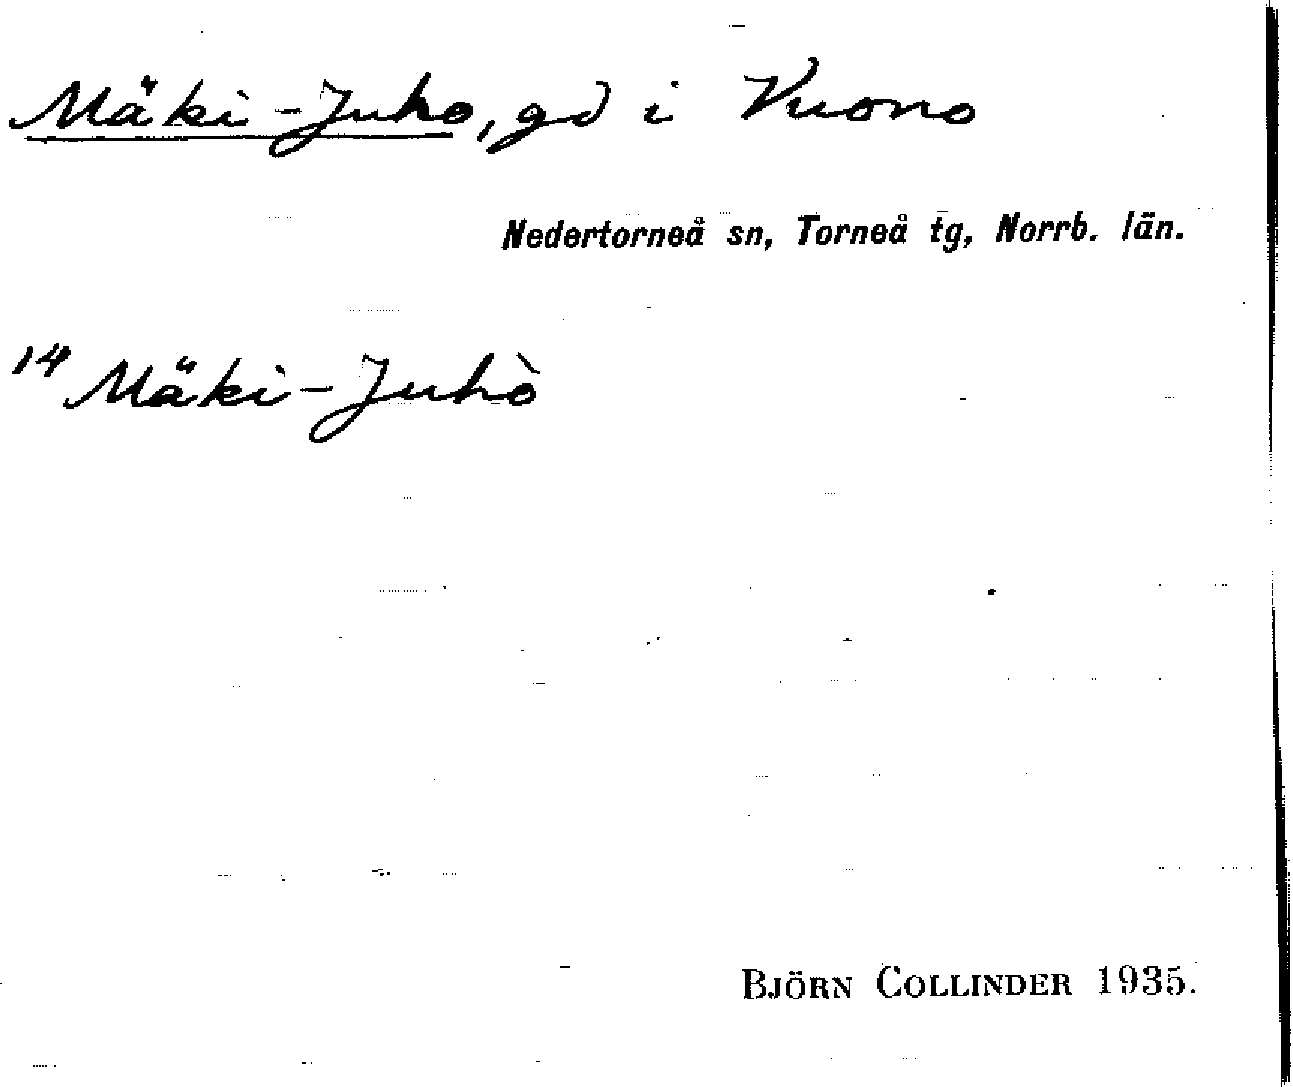 Mäki-Juho, gd i Vuono
Nedertorneå sn, Torneå tg, Norrb. län.
14 Mäki-Juhò
BJÖRN COLLINDER 1935.